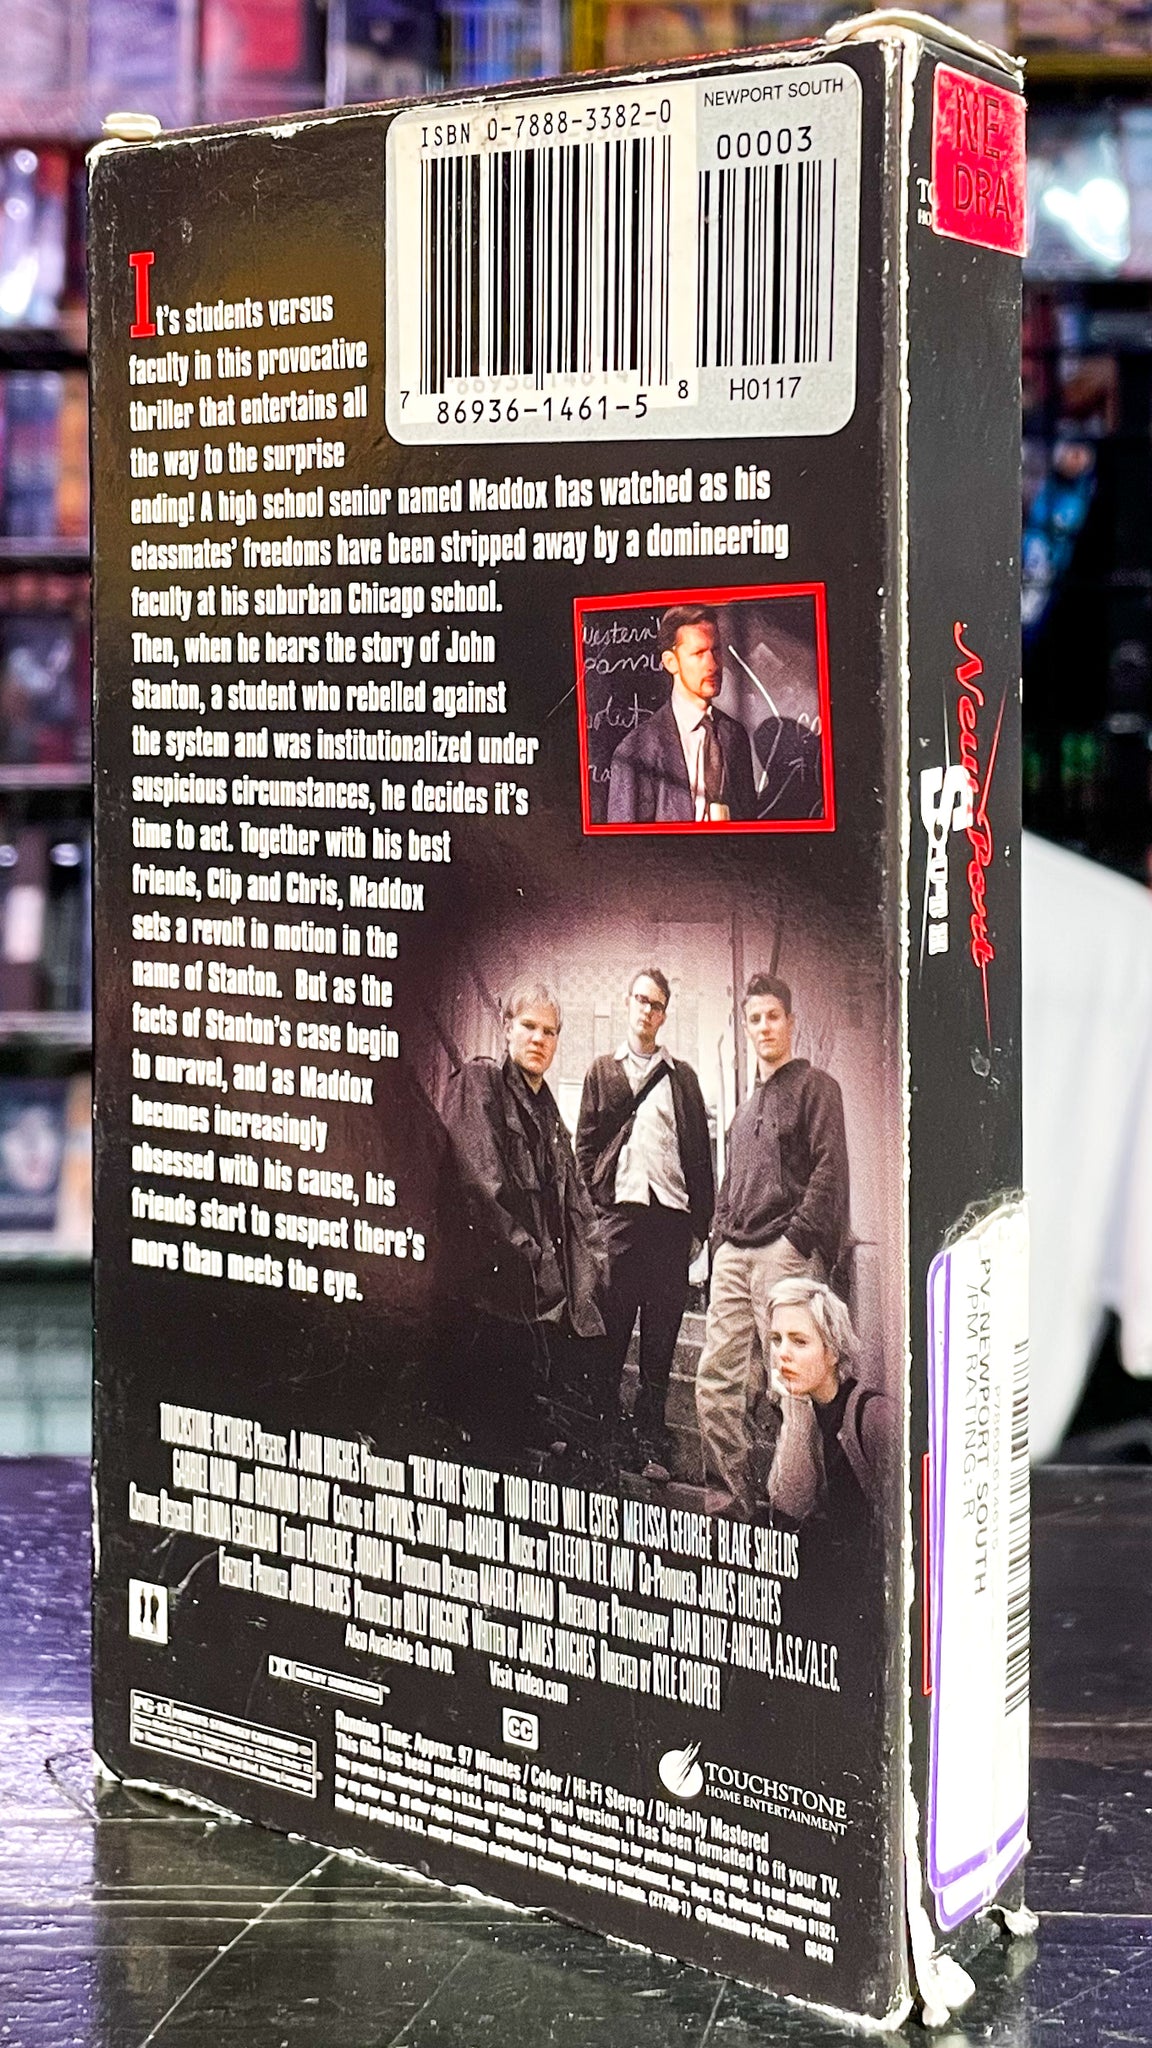 ISBN 0-7888-3382-0
NEWPORT SOUTH
00003
7 86936-1461-5 8
H0117
It's students versus
faculty in this provocative
thriller that entertains all
the way to the surprise
ending! A high school senior named Maddox has watched as his
classmates' freedoms have been stripped away by a domineering
faculty at his suburban Chicago school.
Then, when he hears the story of John
Stanton, a student who rebelled against
the system and was institutionalized under
suspicious circumstances, he decides it's
time to act. Together with his best
friends, Clip and Chris, Maddox
sets a revolt in motion in the
name of Stanton. But as the
facts of Stanton's case begin
to unravel, and as Maddox
becomes increasingly
obsessed with his cause, his
friends start to suspect there's
more than meets the eye.
TOUCHSTONE PICTURES Presents A JOHN HUGHES Production "NEW PORT SOUTH" TODD FIELD WILL ESTES MELISSA GEORGE BLAKE SHIELDS
GABRIEL MANN AND RAYMOND BARRY Casting by HOPKINS, SMITH AND BARDEN Music by TELEFON TEL AVIV Co-Producer JAMES HUGHES
Costume Designer MELINDA ESHELMAN Editor LAWRENCE JORDAN Production Designer MAHER AHMAD Director of Photography JUAN RUIZ-ANCHIA, A.S.C./A.E.C.
Executive Producer JOHN HUGHES Produced by BILLY HIGGINS Written by JAMES HUGHES Directed by KYLE COOPER
Also Available On DVD. Visit video.com
DOLBY SURROUND
CC
PG-13 PARENTS STRONGLY CAUTIONED
Running Time: Approx. 97 Minutes / Color / Hi-Fi Stereo / Digitally Mastered
This film has been modified from its original version. It has been formatted to fit your TV.
TOUCHSTONE
HOME ENTERTAINMENT
NE
DRA
New Port
South
PV-NEWPORT SOUTH
/PM RATING:R
P786936146158